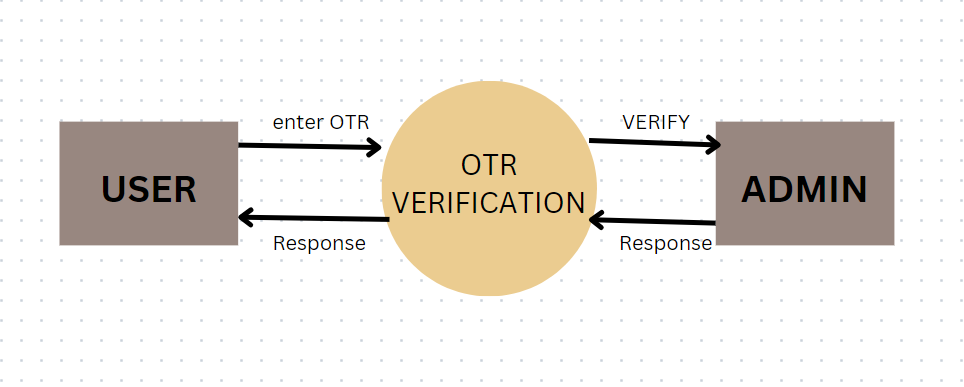 enter OTR
VERIFY
USER
OTR
VERIFICATION
ADMIN
Response
Response